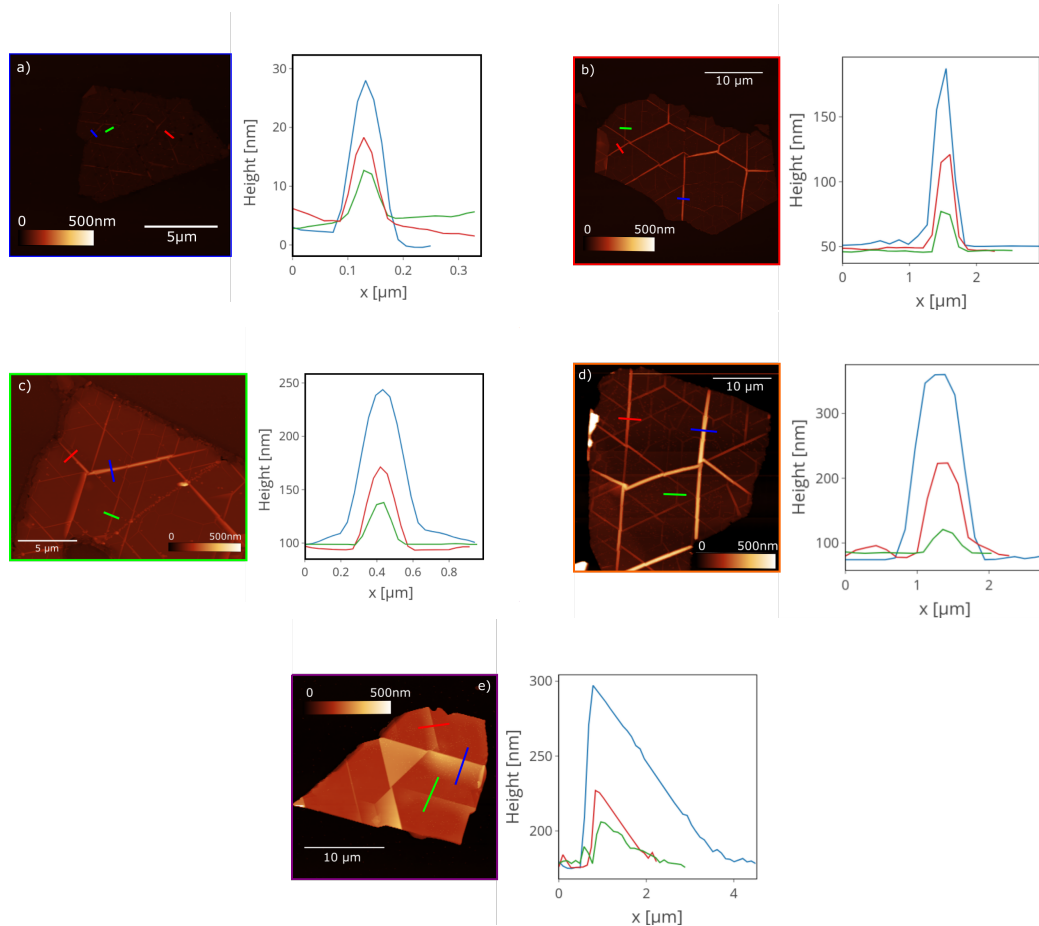 a)
0 500nm
5μm
Height [nm]
30
20
10
0
0 0.1 0.2 0.3
x [μm]
b)
10 μm
0 500nm
Height [nm]
150
100
50
0 1 2
x [μm]
c)
5 μm
0 500nm
Height [nm]
250
200
150
100
0 0.2 0.4 0.6 0.8
x [μm]
d)
10 μm
0 500nm
Height [nm]
300
200
100
0 1 2
x [μm]
e)
0 500nm
10 μm
Height [nm]
300
250
200
0 2 4
x [μm]